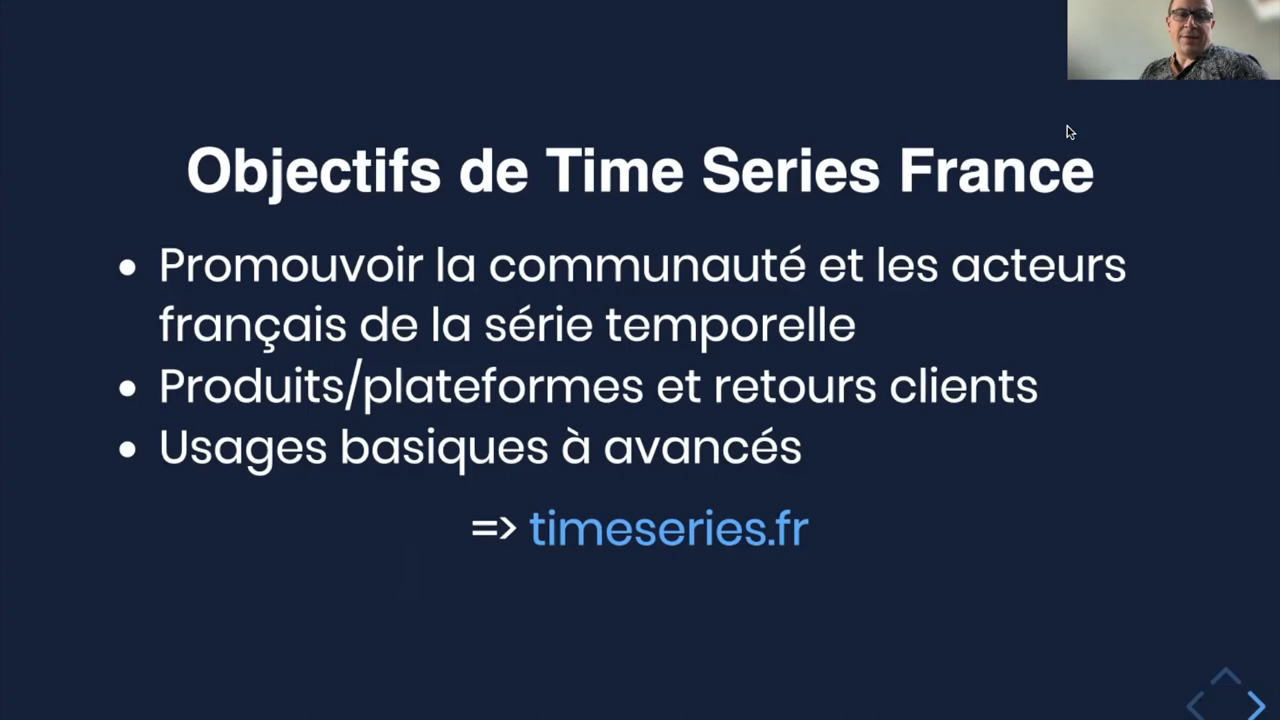 Objectifs de Time Series France
• Promouvoir la communauté et les acteurs
français de la série temporelle
• Produits/plateformes et retours clients
• Usages basiques à avancés
=> timeseries.fr